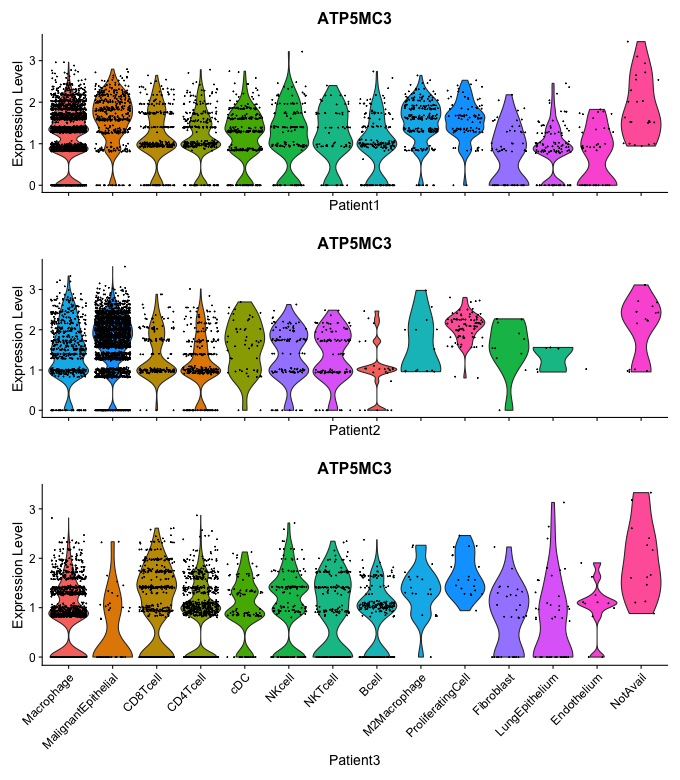 ATP5MC3
Expression Level
3
2
1
0
Patient1
ATP5MC3
Expression Level
3
2
1
0
Patient2
ATP5MC3
Expression Level
3
2
1
0
Macrophage
MalignantEpithelial
CD8Tcell
CD4Tcell
cDC
NKcell
NKTcell
Bcell
M2Macrophage
ProliferatingCell
Fibroblast
LungEpithelium
Endothelium
NotAvail
Patient3